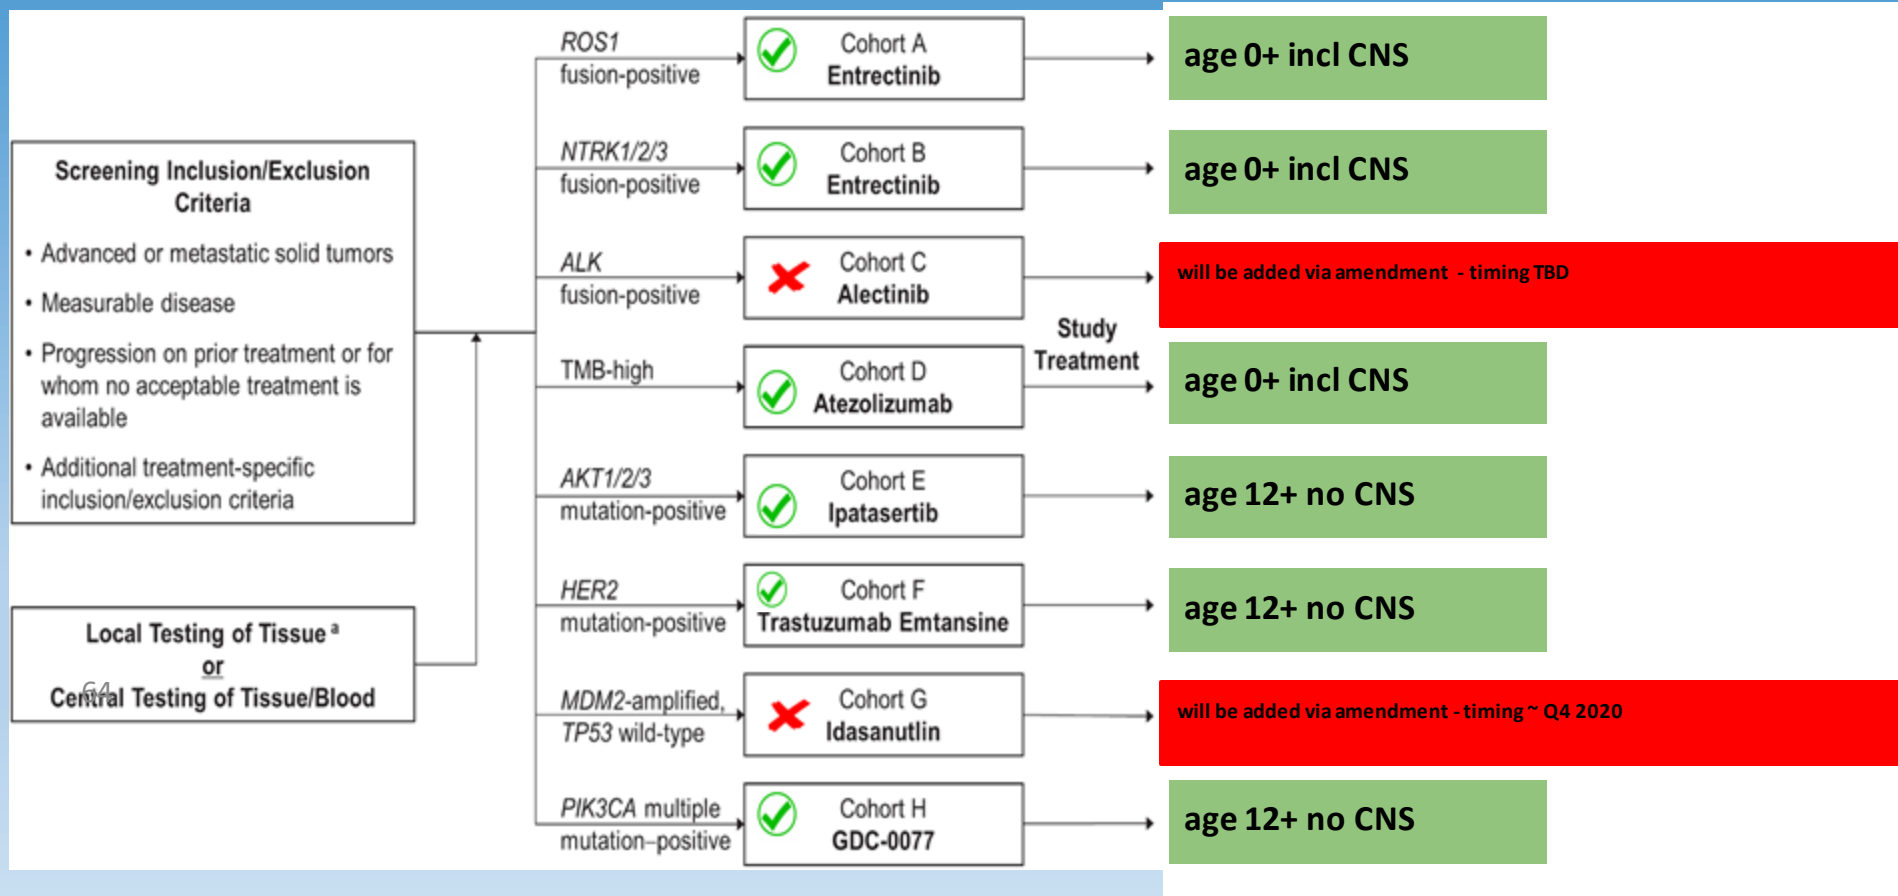 Screening Inclusion/Exclusion
Criteria
• Advanced or metastatic solid tumors
• Measurable disease
• Progression on prior treatment or for
whom no acceptable treatment is
available
• Additional treatment-specific
inclusion/exclusion criteria
Local Testing of Tissue a
or
Central Testing of Tissue/Blood
64
ROS1
fusion-positive
Cohort A
Entrectinib
age 0+ incl CNS
NTRK1/2/3
fusion-positive
Cohort B
Entrectinib
age 0+ incl CNS
ALK
fusion-positive
Cohort C
Alectinib
will be added via amendment - timing TBD
Study
Treatment
TMB-high
Cohort D
Atezolizumab
age 0+ incl CNS
AKT1/2/3
mutation-positive
Cohort E
Ipatasertib
age 12+ no CNS
HER2
mutation-positive
Cohort F
Trastuzumab Emtansine
age 12+ no CNS
MDM2-amplified,
TP53 wild-type
Cohort G
Idasanutlin
will be added via amendment - timing ~ Q4 2020
PIK3CA multiple
mutation–positive
Cohort H
GDC-0077
age 12+ no CNS